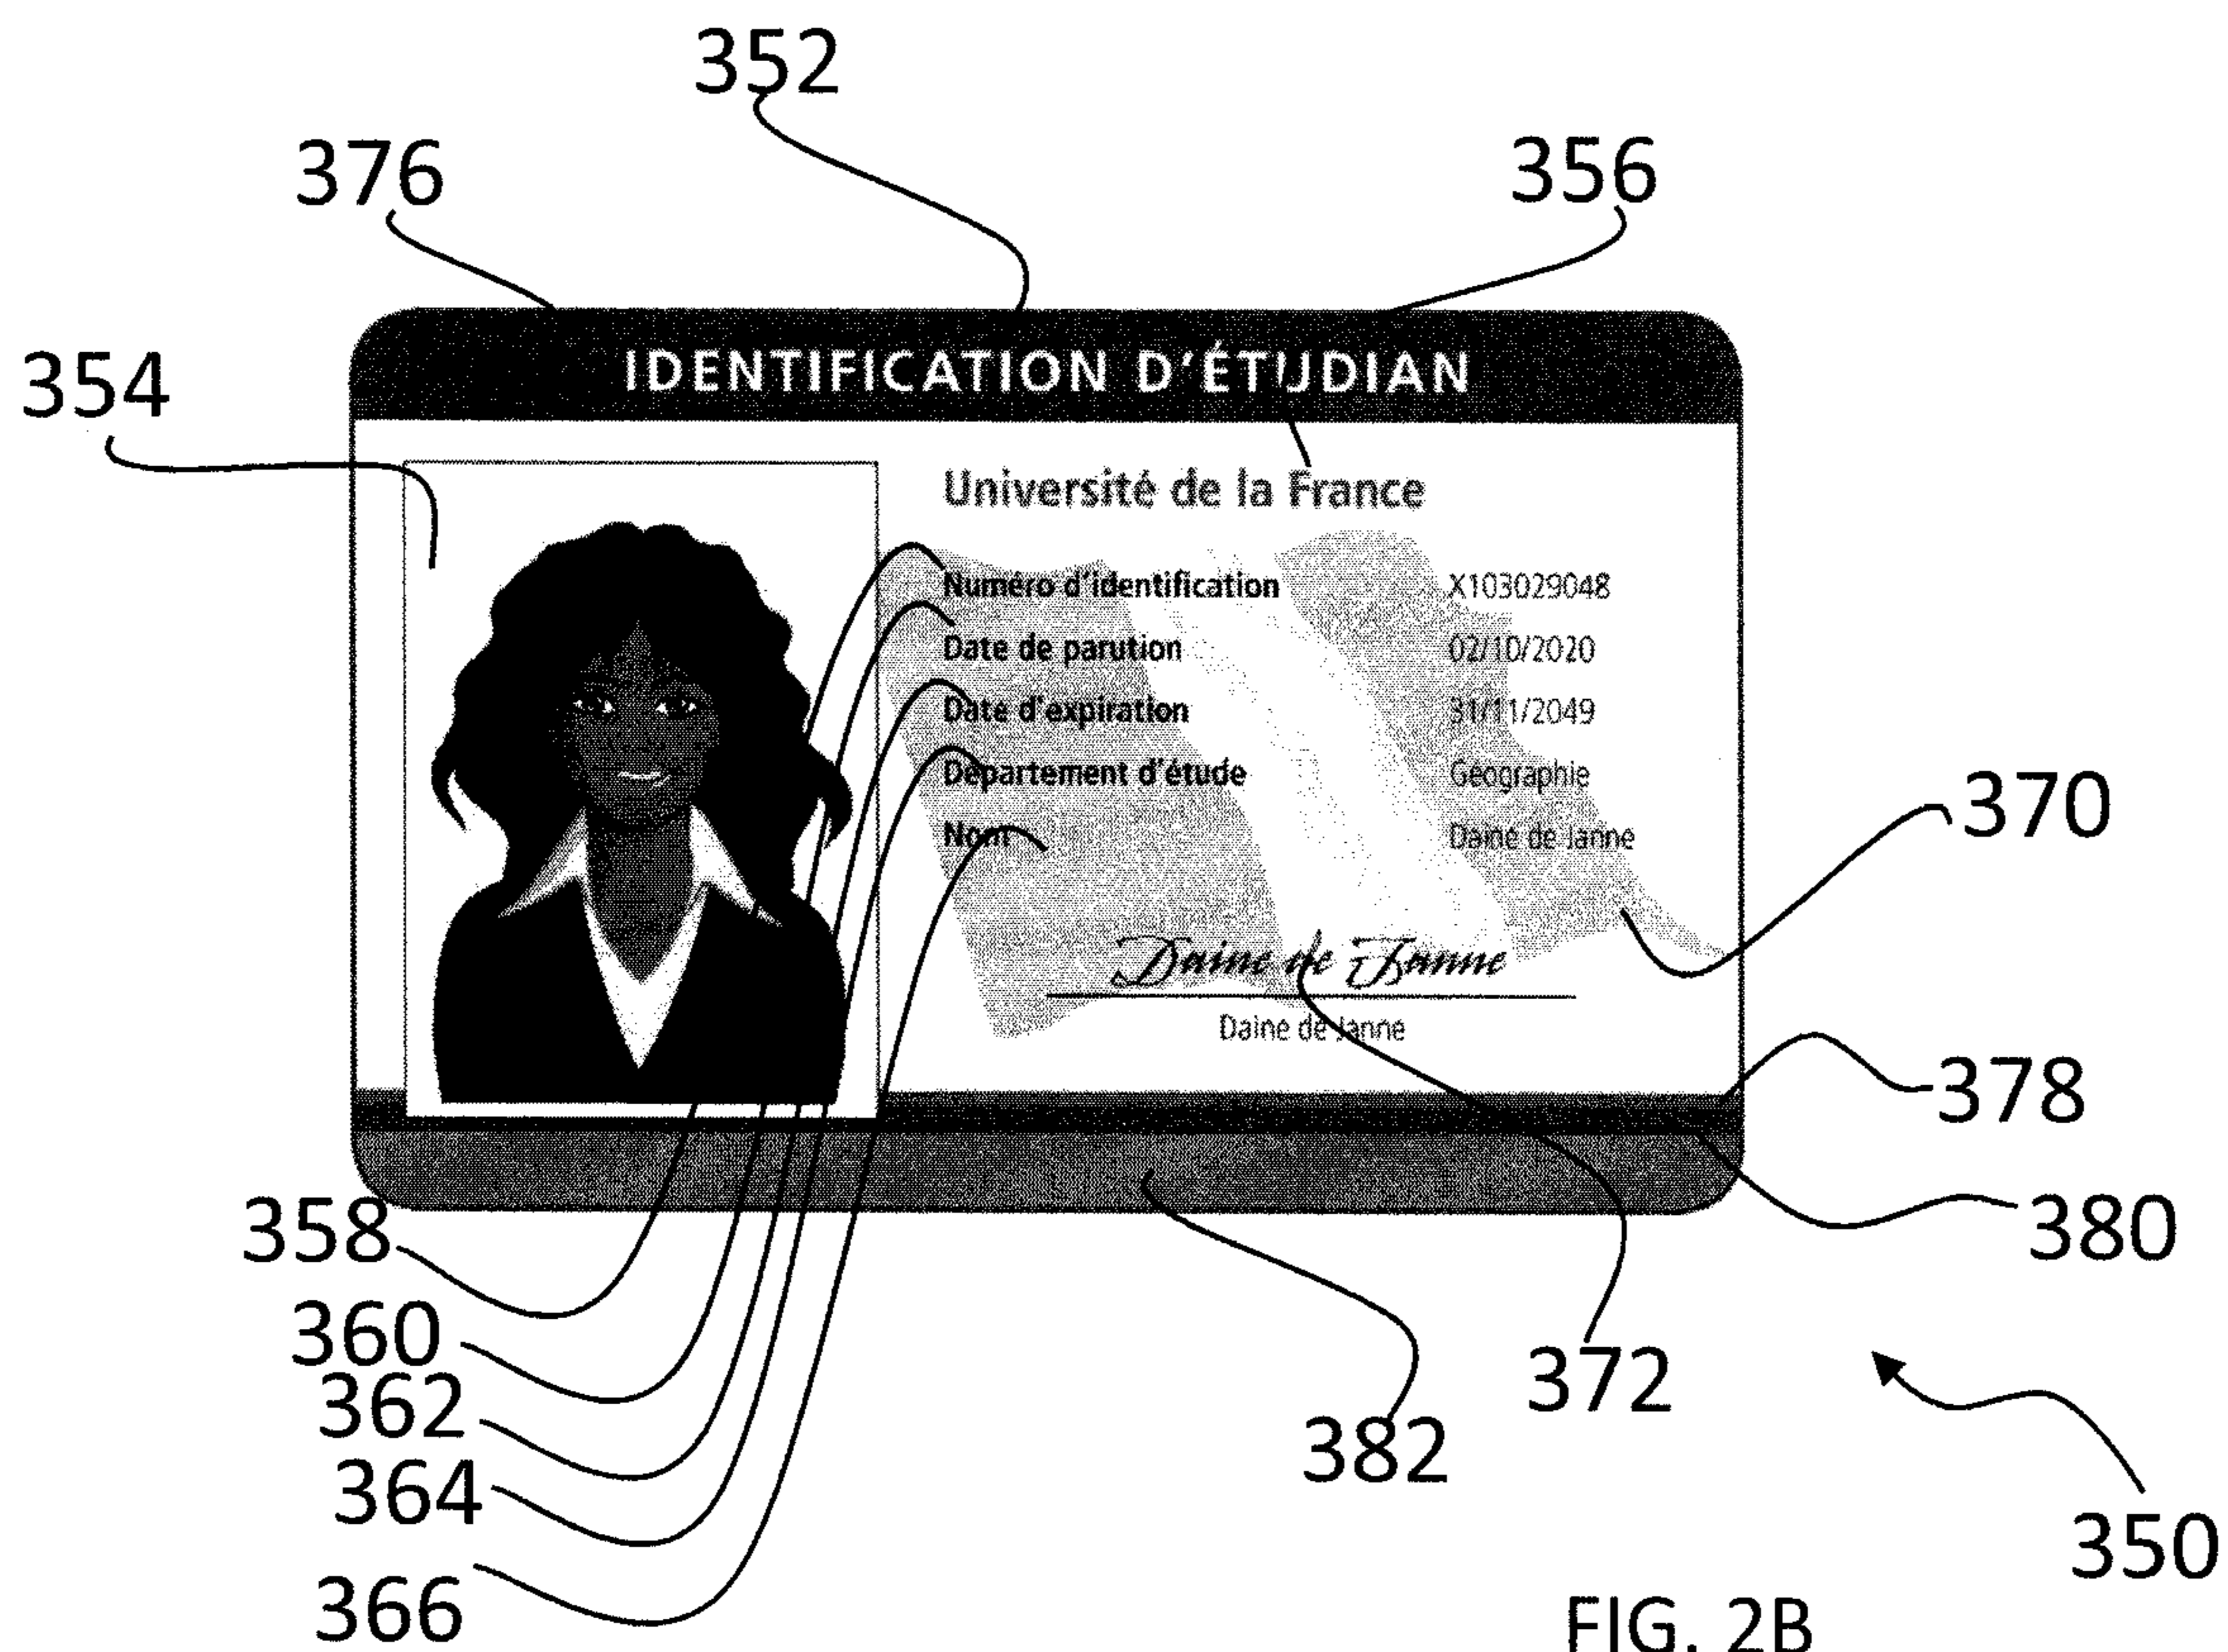 352
376
356
354
IDENTIFICATION D'ÉTUDIAN
Université de la France
Numéro d'identification X103029048
Date de parution 02/10/2020
Date d'expiration 31/11/2049
Département d'étude Géographie
Nom Daine de Janne
370
Daine de Janne
Daine de Janne
378
358
380
360
362
372
382
364
350
366
FIG. 2B